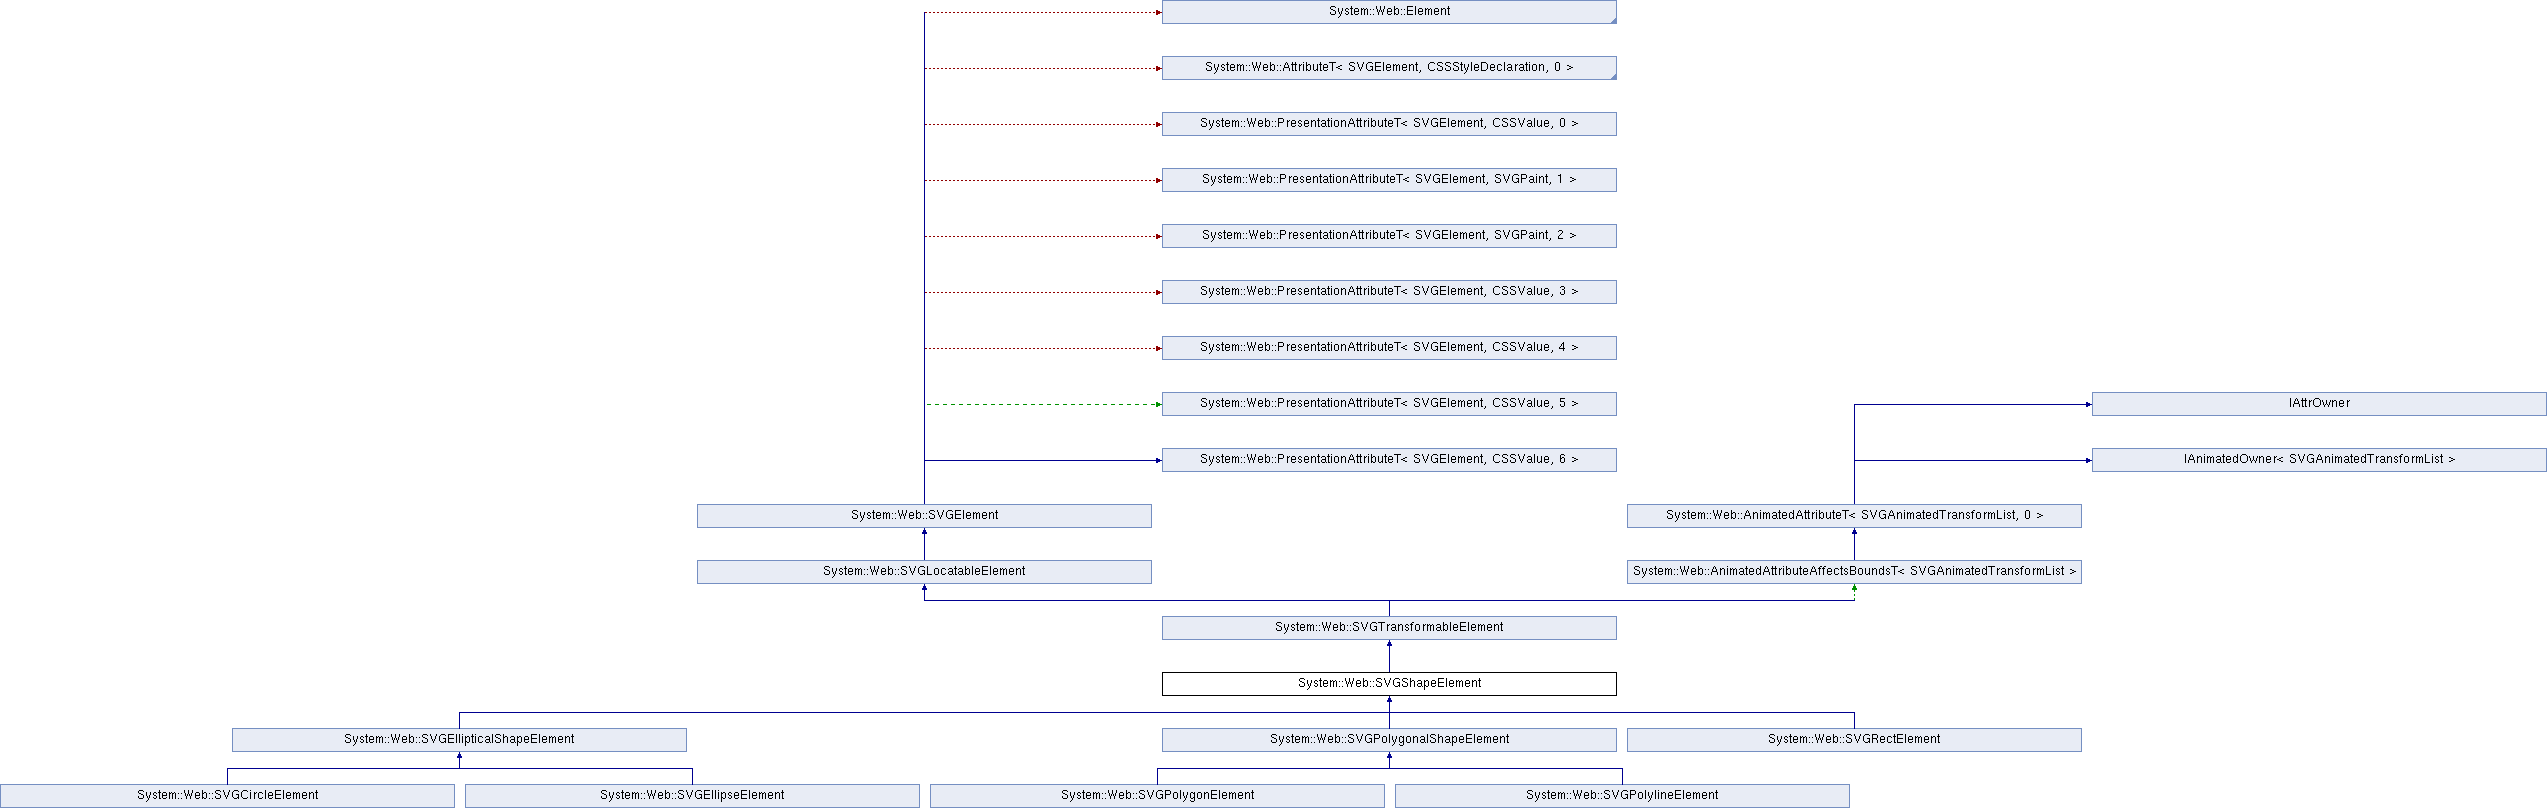 System::Web::Element
System::Web::AttributeT< SVGElement, CSSStyleDeclaration, 0 >
System::Web::PresentationAttributeT< SVGElement, CSSValue, 0 >
System::Web::PresentationAttributeT< SVGElement, SVGPaint, 1 >
System::Web::PresentationAttributeT< SVGElement, SVGPaint, 2 >
System::Web::PresentationAttributeT< SVGElement, CSSValue, 3 >
System::Web::PresentationAttributeT< SVGElement, CSSValue, 4 >
System::Web::PresentationAttributeT< SVGElement, CSSValue, 5 >
IAttrOwner
System::Web::PresentationAttributeT< SVGElement, CSSValue, 6 >
IAnimatedOwner< SVGAnimatedTransformList >
System::Web::SVGElement
System::Web::AnimatedAttributeT< SVGAnimatedTransformList, 0 >
System::Web::SVGLocatableElement
System::Web::AnimatedAttributeAffectsBoundsT< SVGAnimatedTransformList >
System::Web::SVGTransformableElement
System::Web::SVGShapeElement
System::Web::SVGEllipticalShapeElement
System::Web::SVGPolygonalShapeElement
System::Web::SVGRectElement
System::Web::SVGCircleElement
System::Web::SVGEllipseElement
System::Web::SVGPolygonElement
System::Web::SVGPolylineElement